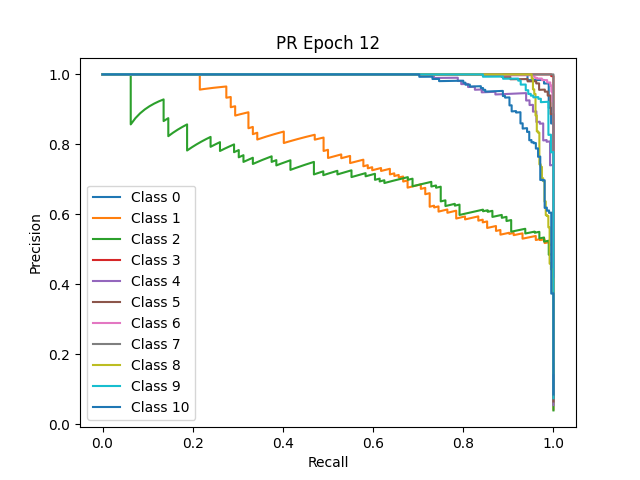 PR Epoch 12
Precision
1.0
0.8
0.6
0.4
0.2
0.0
Class 0
Class 1
Class 2
Class 3
Class 4
Class 5
Class 6
Class 7
Class 8
Class 9
Class 10
0.0 0.2 0.4 0.6 0.8 1.0
Recall